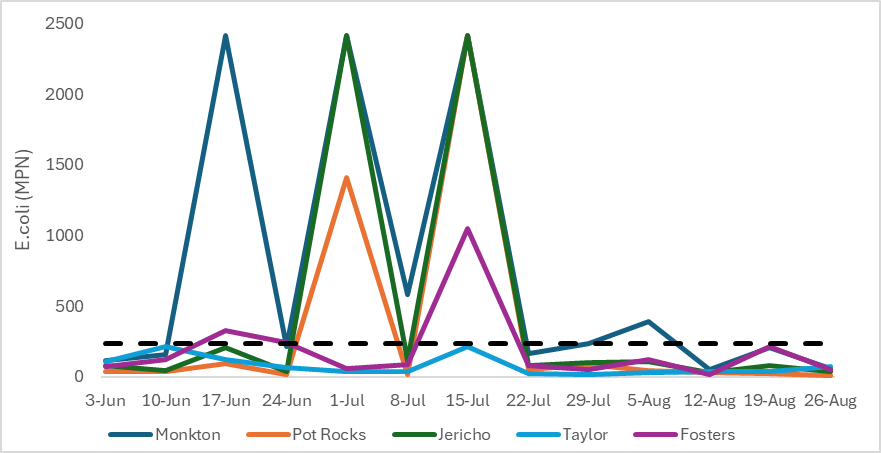 2500
2000
1500
1000
500
0
E.coli (MPN)
3-Jun 10-Jun 17-Jun 24-Jun 1-Jul 8-Jul 15-Jul 22-Jul 29-Jul 5-Aug 12-Aug 19-Aug 26-Aug
Monkton Pot Rocks Jericho Taylor Fosters